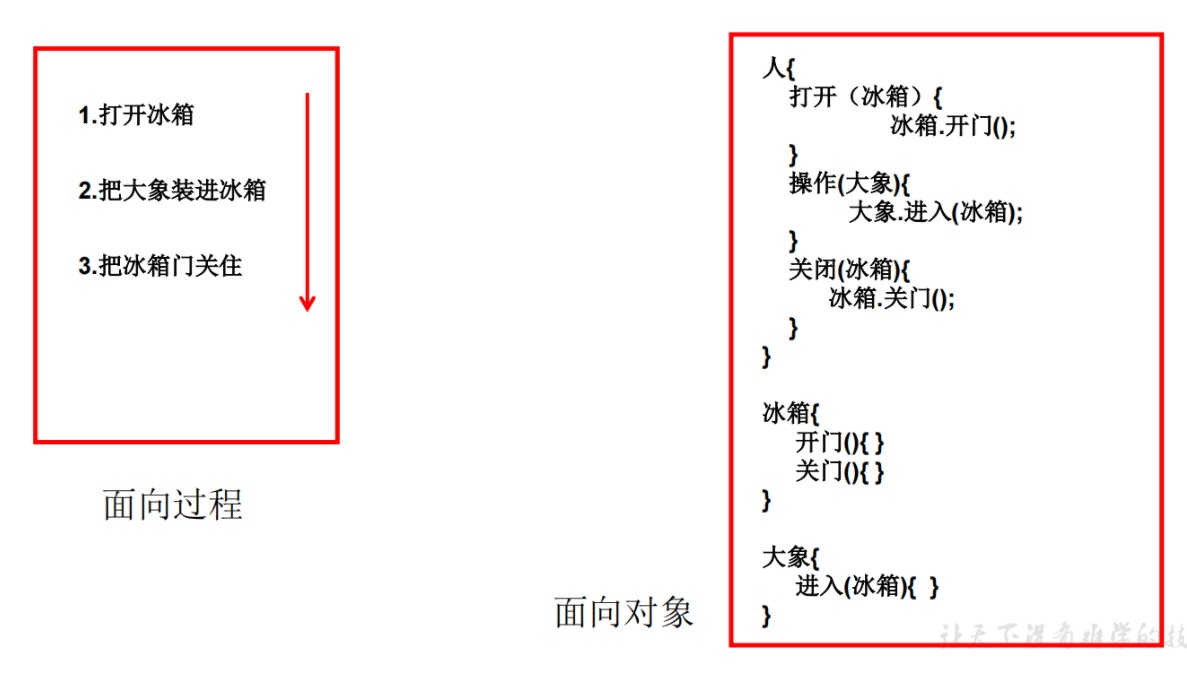 1.打开冰箱
2.把大象装进冰箱
3.把冰箱门关住
面向过程
人{
打开（冰箱）{
冰箱.开门();
}
操作(大象){
大象.进入(冰箱);
}
关闭(冰箱){
冰箱.关门();
}
}
冰箱{
开门(){ }
关门(){ }
}
大象{
进入(冰箱){ }
}
面向对象
让天下没有难学的技